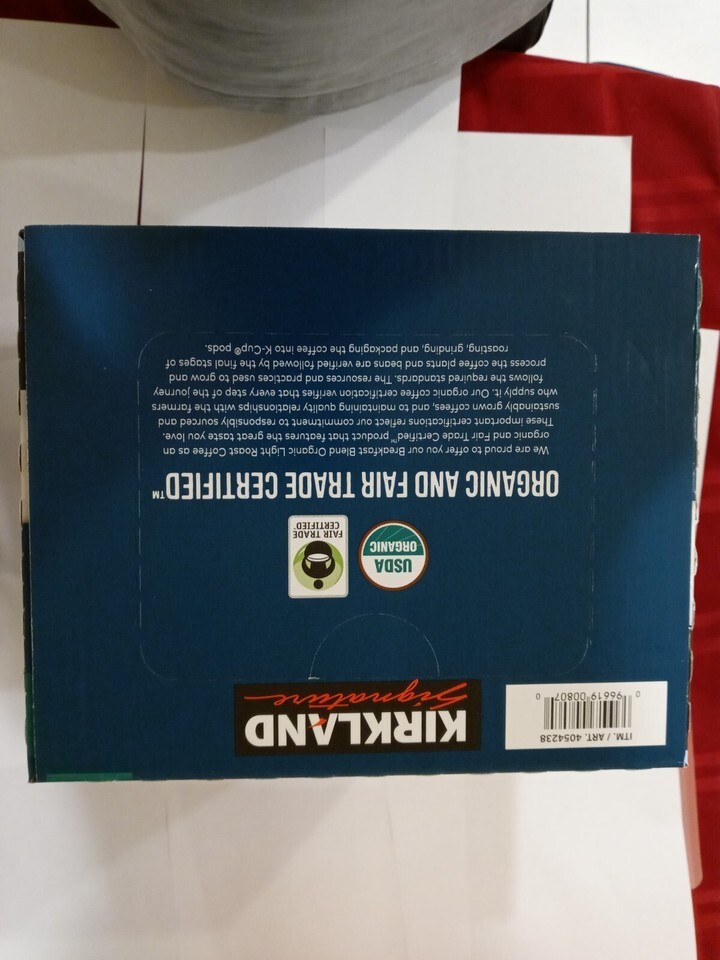 ITM. / ART. 4054238
0 96619 00807 0
KIRKLAND
Signature
USDA
ORGANIC
FAIR TRADE
CERTIFIED
ORGANIC AND FAIR TRADE CERTIFIED™
We are proud to offer you our Breakfast Blend Organic Light Roast Coffee as an
organic and Fair Trade Certified™ product that features the great taste you love.
These important certifications reflect our commitment to responsibly sourced and
sustainably grown coffees, and to maintaining quality relationships with the farmers
who supply it. Our organic coffee certification verifies that every step of the journey
follows the required standards. The resources and practices used to grow and
process the coffee plants and beans are verified followed by the final stages of
roasting, grinding, and packaging the coffee into K-Cup® pods.